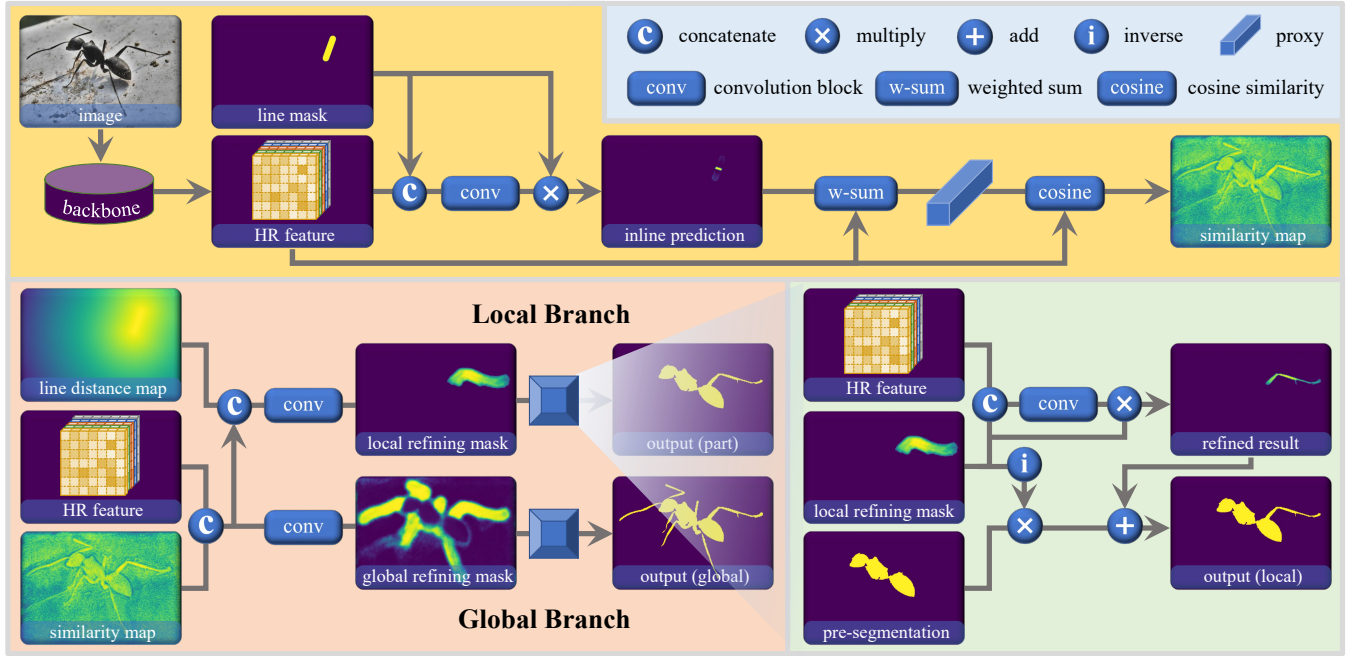 image
line mask
backbone
HR feature
C
conv
×
inline prediction
w-sum
cosine
similarity map
C concatenate
× multiply
+ add
i inverse
proxy
conv convolution block
w-sum weighted sum
cosine cosine similarity
Local Branch
line distance map
HR feature
similarity map
C
conv
local refining mask
output (part)
C
conv
global refining mask
output (global)
Global Branch
HR feature
local refining mask
pre-segmentation
C
conv
×
refined result
i
×
+
output (local)